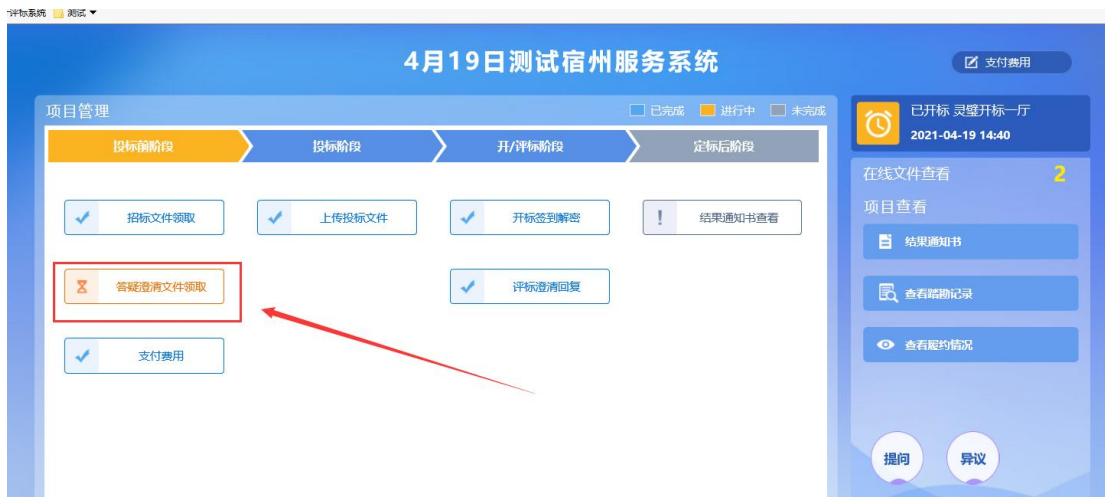 评标系统 测试
4月19日测试宿州服务系统
支付费用
项目管理
已完成 进行中 未完成
投标前阶段 投标阶段 开/评标阶段 定标后阶段
招标文件领取 上传投标文件 开标签到解密 结果通知书查看
答疑澄清文件领取 评标澄清回复
支付费用
已开标 灵璧开标一厅
2021-04-19 14:40
在线文件查看 2
项目查看
结果通知书
查看踏勘记录
查看履约情况
提问 异议